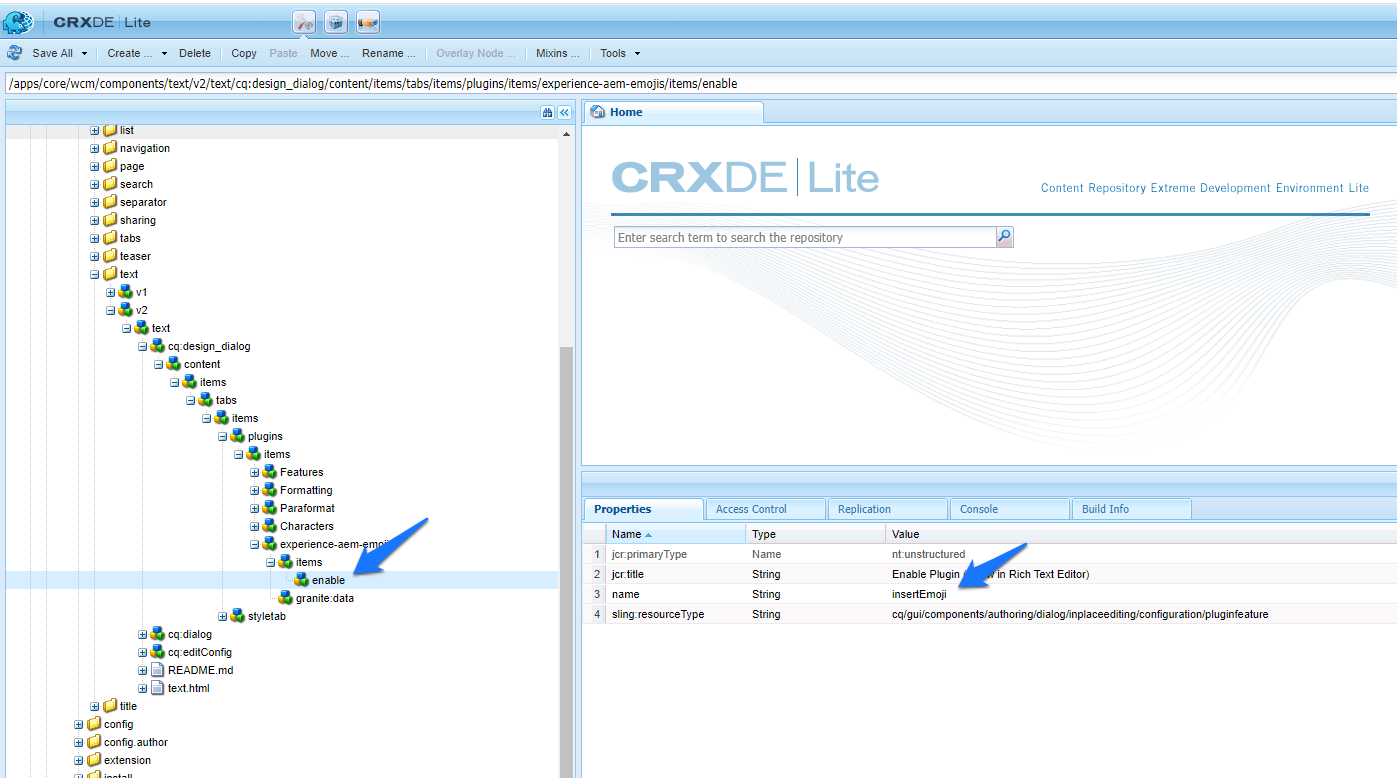 CRXDE | Lite
Save All Create ... Delete Copy Paste Move ... Rename ... Overlay Node ... Mixins ... Tools
/apps/core/wcm/components/text/v2/text/cq:design_dialog/content/items/tabs/items/plugins/items/experience-aem-emojis/items/enable
list
navigation
page
search
separator
sharing
tabs
teaser
text
v1
v2
text
cq:design_dialog
content
items
tabs
items
plugins
items
Features
Formatting
Paraformat
Characters
experience-aem-emoji
items
enable
granite:data
styletab
cq:dialog
cq:editConfig
README.md
text.html
title
config
config.author
extension
install
Home
CRXDE | Lite
Content Repository Extreme Development Environment Lite
Enter search term to search the repository
Properties Access Control Replication Console Build Info
Name Type Value
1 jcr:primaryType Name nt:unstructured
2 jcr:title String Enable Plugin in Rich Text Editor)
3 name String insertEmoji
4 sling:resourceType String cq/gui/components/authoring/dialog/inplaceediting/configuration/pluginfeature